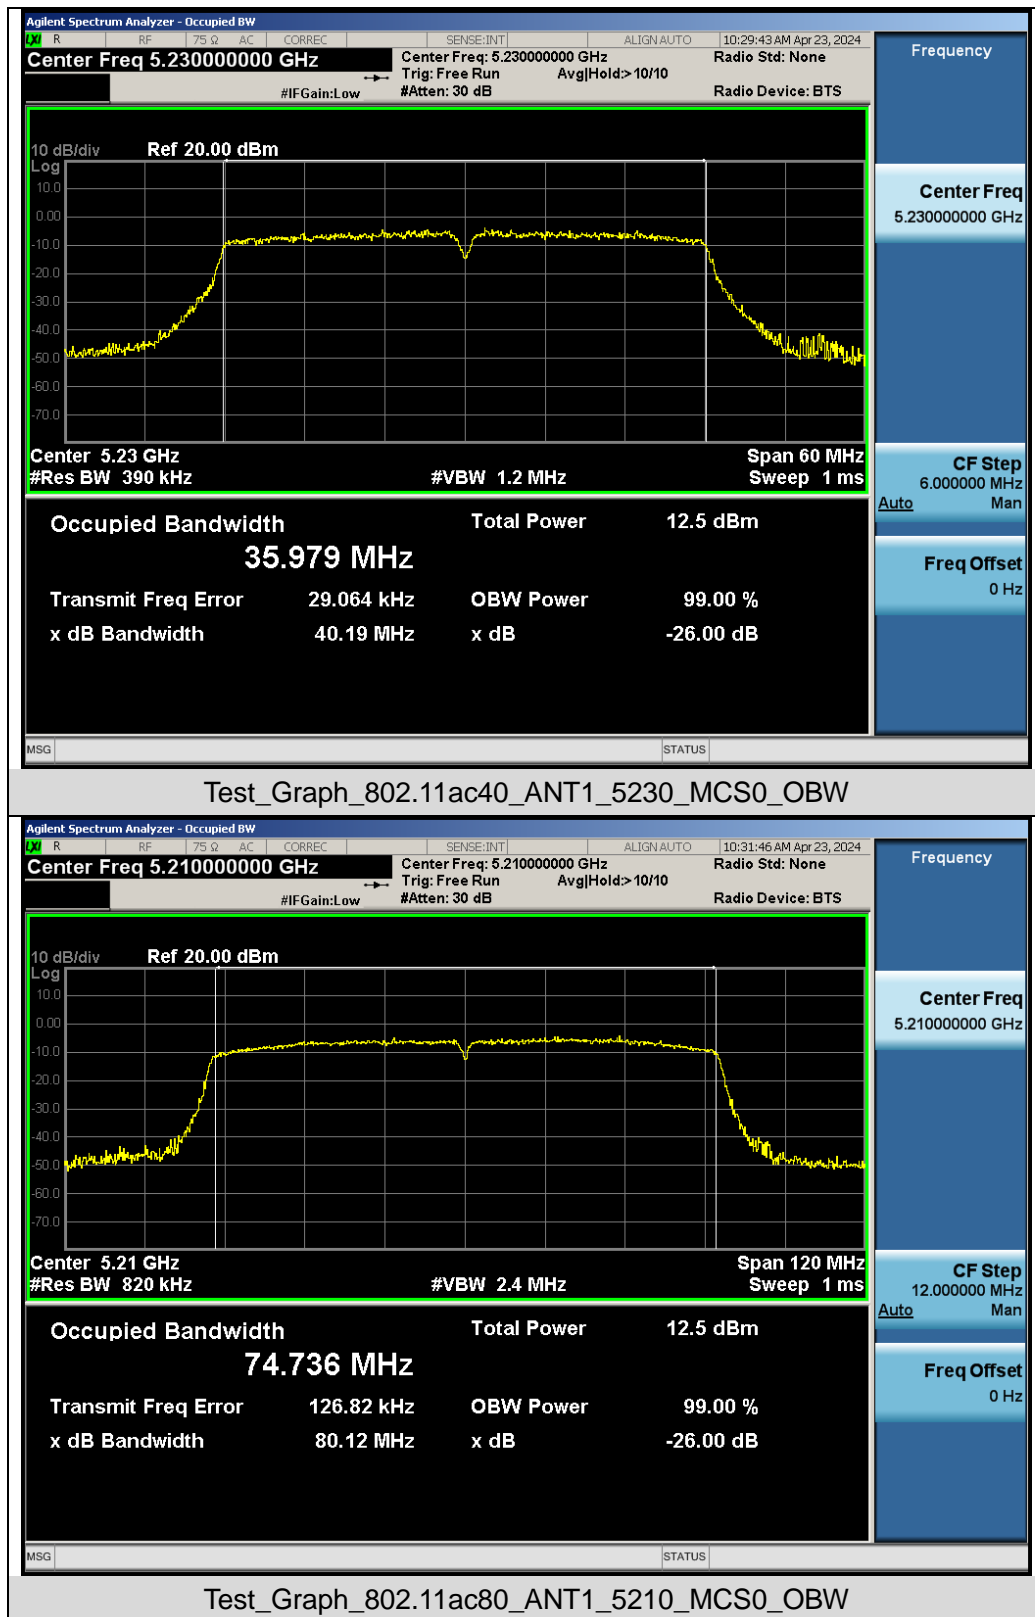 Agilent Spectrum Analyzer - Occupied BW
LXI R RF 75 Ω AC CORREC SENSE:INT ALIGN AUTO 10:29:43 AM Apr 23, 2024
Center Freq 5.230000000 GHz
Center Freq: 5.230000000 GHz
Radio Std: None
Trig: Free Run Avg|Hold:>10/10
#IFGain:Low
#Atten: 30 dB
Radio Device: BTS
Frequency
10 dB/div Ref 20.00 dBm
Log
10.0
0.00
-10.0
-20.0
-30.0
-40.0
-50.0
-60.0
-70.0
Center Freq
5.230000000 GHz
Center 5.23 GHz Span 60 MHz
#Res BW 390 kHz #VBW 1.2 MHz Sweep 1 ms
CF Step
6.000000 MHz
Auto Man
Occupied Bandwidth Total Power 12.5 dBm
35.979 MHz
Freq Offset
0 Hz
Transmit Freq Error 29.064 kHz OBW Power 99.00 %
x dB Bandwidth 40.19 MHz x dB -26.00 dB
MSG STATUS
Test_Graph_802.11ac40_ANT1_5230_MCS0_OBW
Agilent Spectrum Analyzer - Occupied BW
LXI R RF 75 Ω AC CORREC SENSE:INT ALIGN AUTO 10:31:46 AM Apr 23, 2024
Center Freq 5.210000000 GHz
Center Freq: 5.210000000 GHz
Radio Std: None
Trig: Free Run Avg|Hold:>10/10
#IFGain:Low
#Atten: 30 dB
Radio Device: BTS
Frequency
10 dB/div Ref 20.00 dBm
Log
10.0
0.00
-10.0
-20.0
-30.0
-40.0
-50.0
-60.0
-70.0
Center Freq
5.210000000 GHz
Center 5.21 GHz Span 120 MHz
#Res BW 820 kHz #VBW 2.4 MHz Sweep 1 ms
CF Step
12.000000 MHz
Auto Man
Occupied Bandwidth Total Power 12.5 dBm
74.736 MHz
Freq Offset
0 Hz
Transmit Freq Error 126.82 kHz OBW Power 99.00 %
x dB Bandwidth 80.12 MHz x dB -26.00 dB
MSG STATUS
Test_Graph_802.11ac80_ANT1_5210_MCS0_OBW